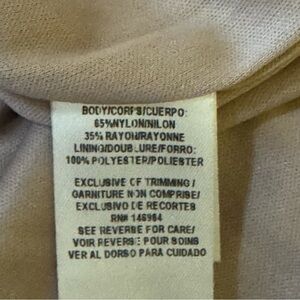 BODY/CORPS/CUERPO:
65%NYLON/NILON
35% RAYON/RAYONNE
LINING/DOUBLURE/FORRO:
100% POLYESTER/POLIESTER
EXCLUSIVE OF TRIMMING/
GARNITURE NON COMPRISE/
EXCLUSIVO DE RECORTES
RN# 146984
SEE REVERSE FOR CARE/
VOIR REVERSE POUR SOINS
VER AL DORSO PARA CUIDADO